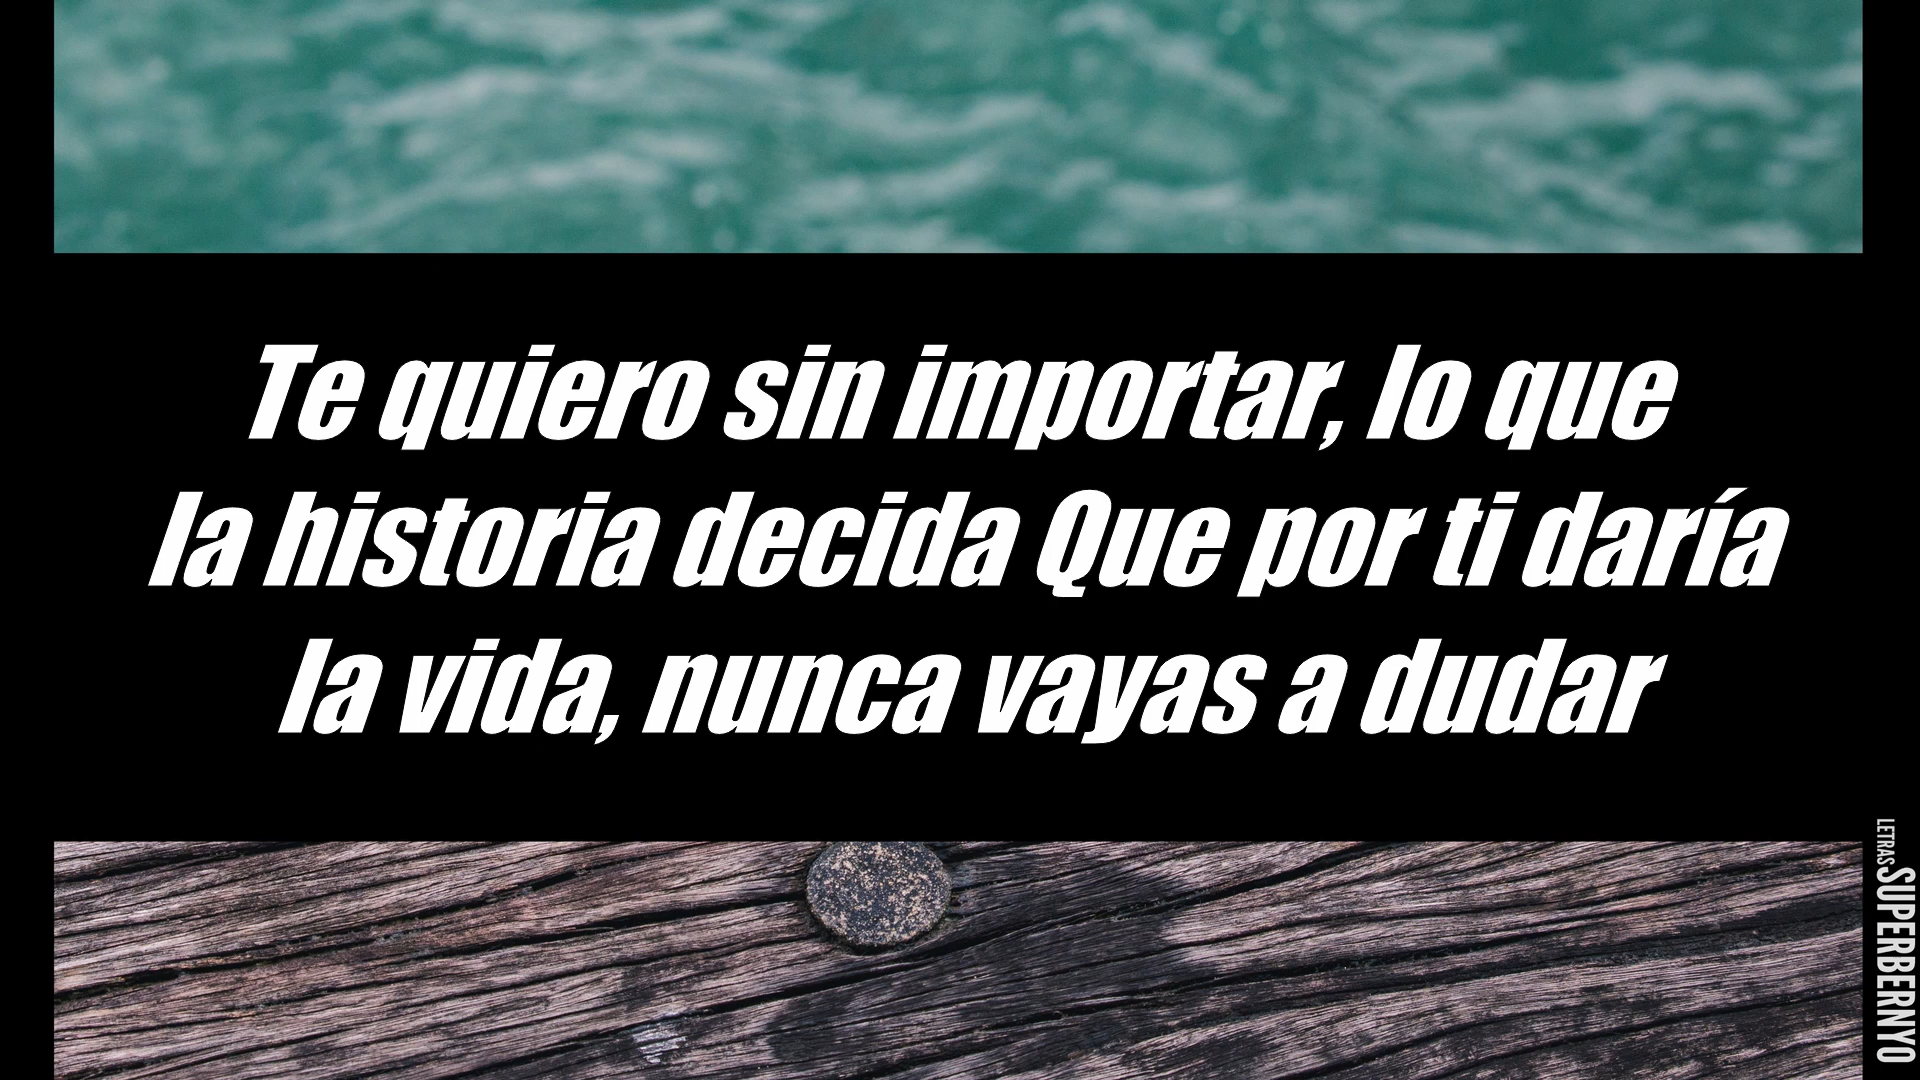 Te quiero sin importar, lo que
la historia decida Que por ti daría
la vida, nunca vayas a dudar
LETRAS SUPERBERNYO